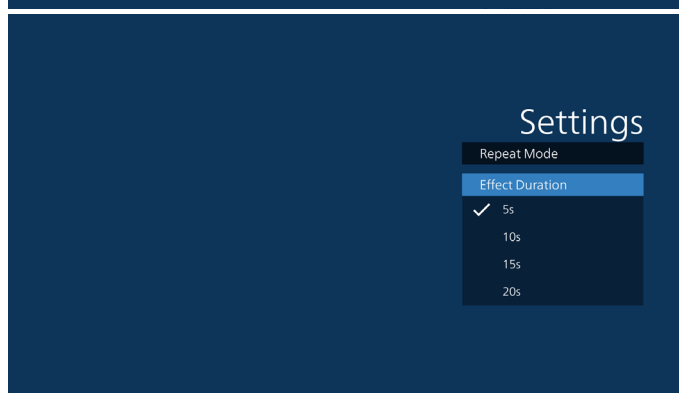 Settings
Repeat Mode
Effect Duration
5s
10s
15s
20s